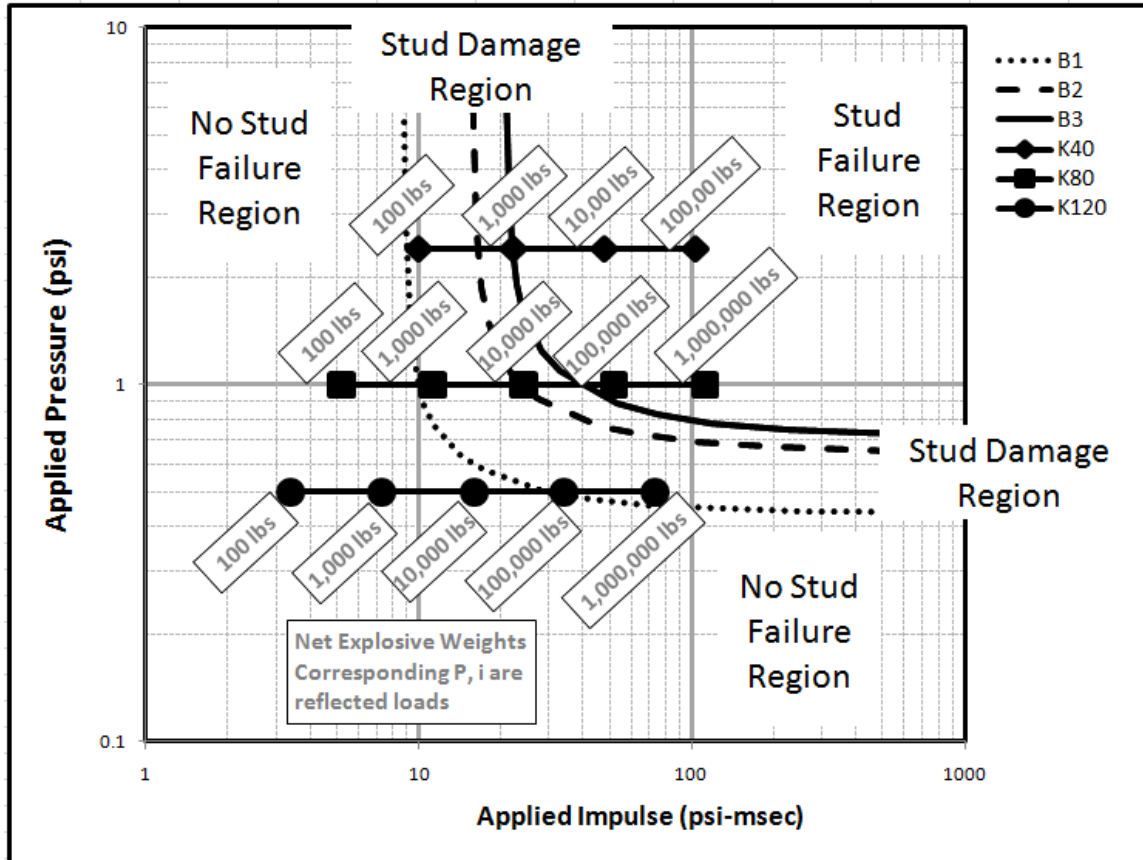 10
1
0.1
Applied Pressure (psi)
Stud Damage
Region
No Stud
Failure
Region
Stud
Failure
Region
B1
B2
B3
K40
K80
K120
100 lbs
1,000 lbs
10,00 lbs
100,00 lbs
100 lbs
1,000 lbs
10,000 lbs
100,000 lbs
1,000,000 lbs
Stud Damage
Region
100 lbs
1,000 lbs
10,000 lbs
100,000 lbs
1,000,000 lbs
No Stud
Failure
Region
Net Explosive Weights
Corresponding P, i are
reflected loads
1
10
100
1000
Applied Impulse (psi-msec)